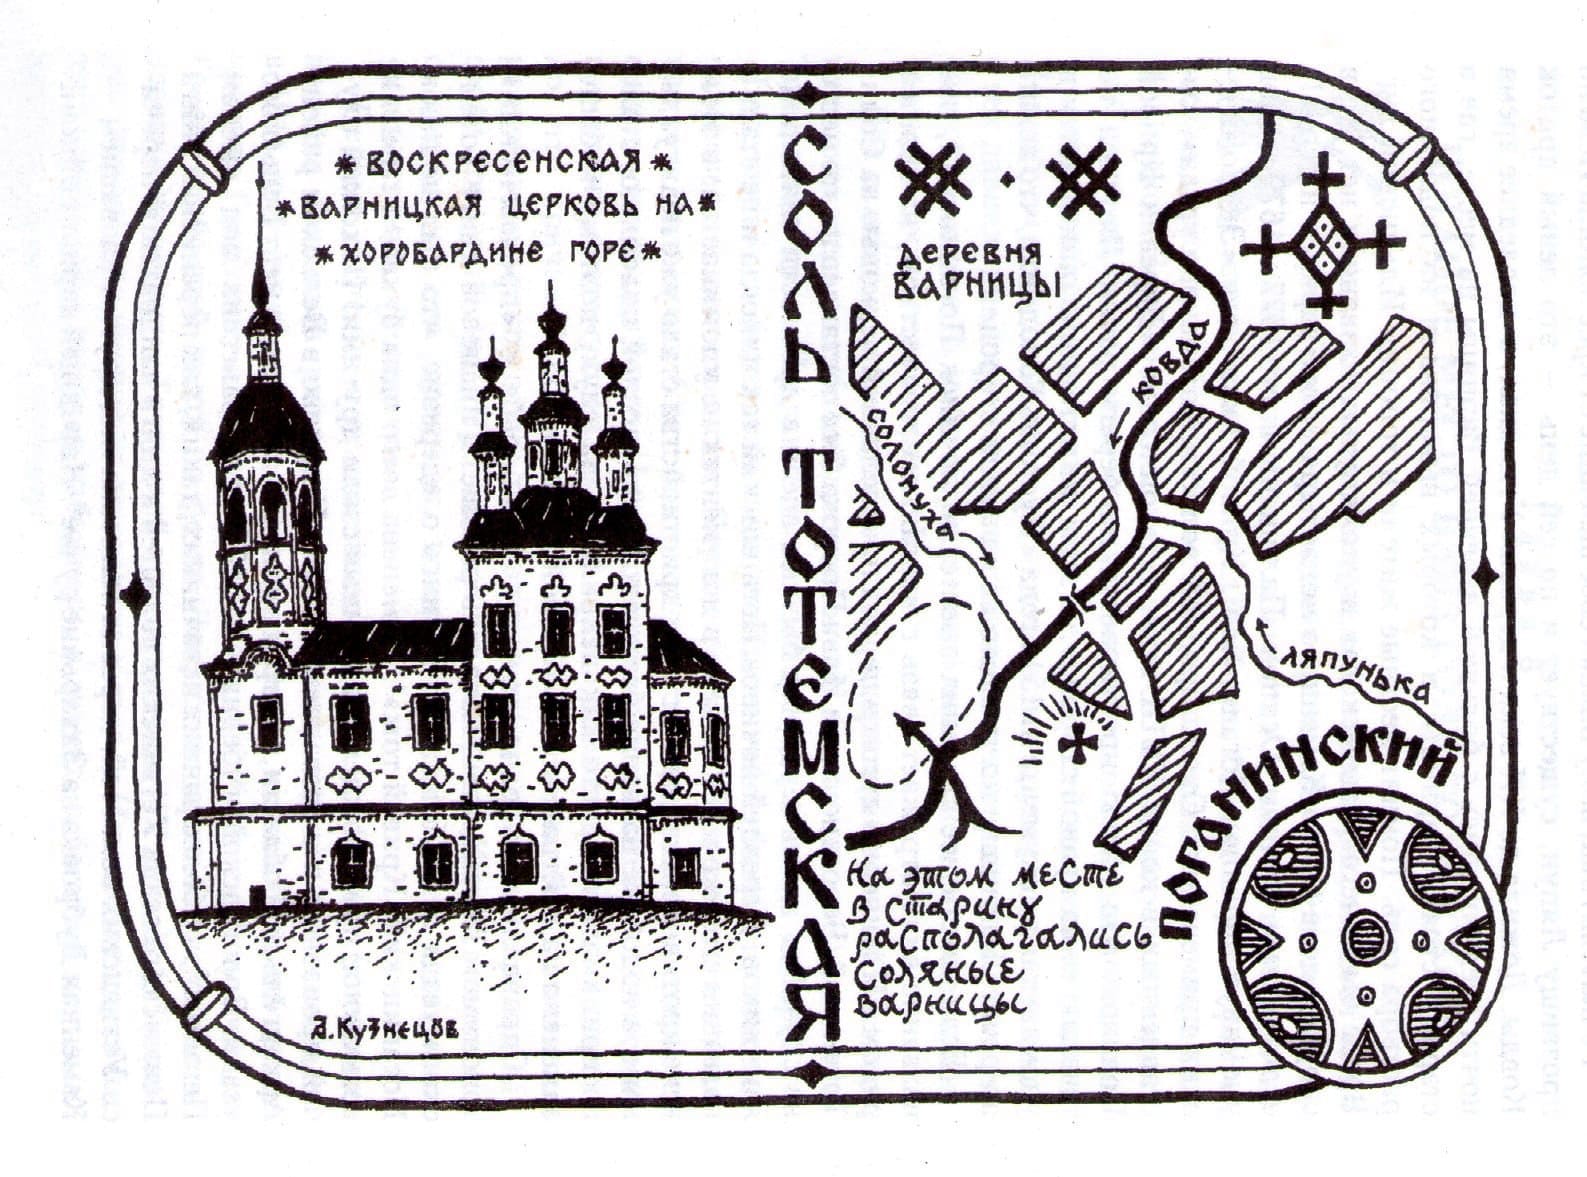 ВОСКРЕСЕНСКАЯ
ВАРНИЦКАЯ ЦЕРКОВЬ НА
ХОРОБАРДИНЕ ГОРЕ
А.Кузнецов
СОЛЬ ТОТЕМСКАЯ
ДЕРЕВНЯ
ВАРНИЦЫ
КОВДА
СОЛОНУХА
ЛЯПУНЬКА
ПОГАНИНСКИЙ
На этом месте
в старину
располагались
соляные
варницы